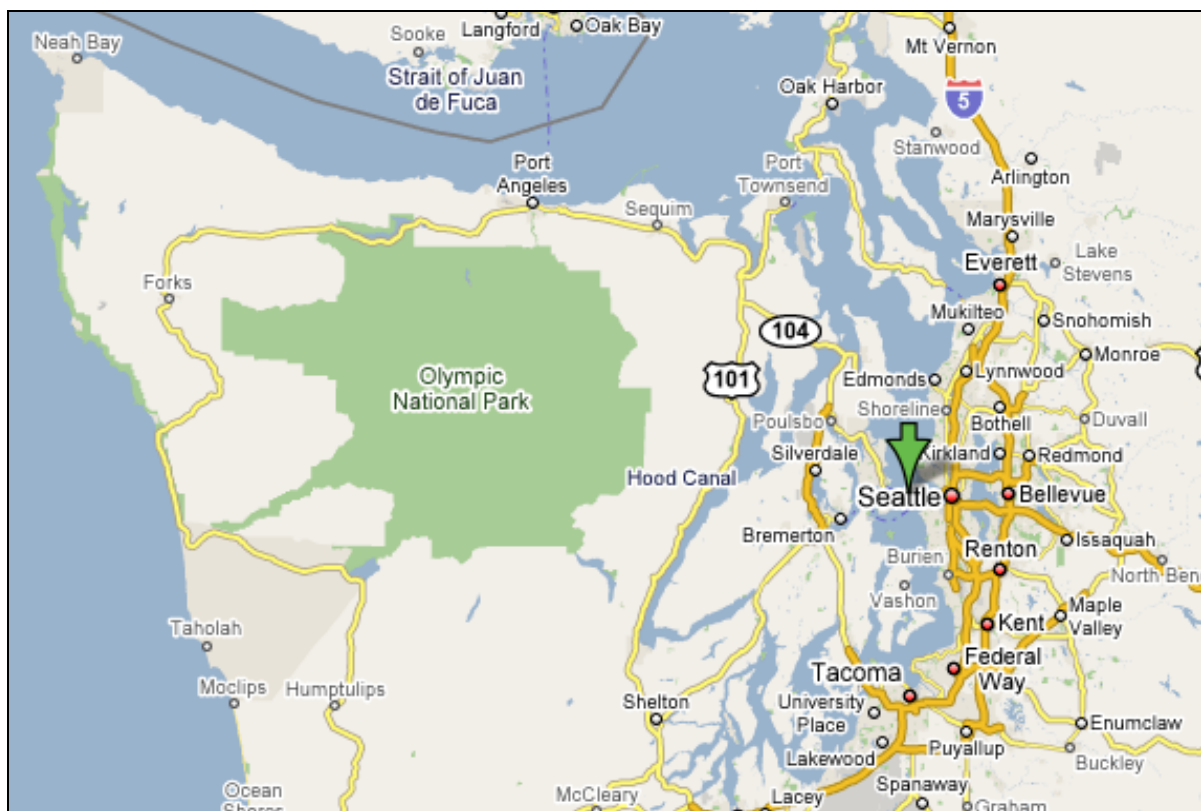 Langford
Oak Bay
Neah Bay
Sooke
Mt Vernon
Strait of Juan
de Fuca
Oak Harbor
5
Stanwood
Port
Angeles
Port
Townsend
Arlington
Sequim
Marysville
Everett
Lake
Stevens
Forks
Mukilteo
Snohomish
104
Monroe
Olympic
National Park
101
Edmonds
Lynnwood
Shoreline
Poulsbo
Bothell
Duvall
Silverdale
Kirkland
Redmond
Hood Canal
Seattle
Bellevue
Bremerton
Issaquah
Burien
Renton
North Ben
Vashon
Taholah
Kent
Maple
Valley
Federal
Way
Tacoma
Moclips
Humptulips
Shelton
University
Place
Enumclaw
Lakewood
Puyallup
Buckley
Spanaway
Ocean
McCleary
Lacey
Graham